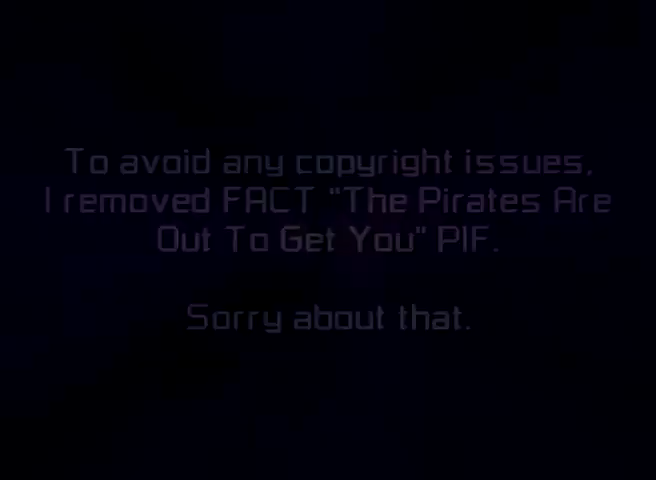 To avoid any copyright issues,
I removed FACT "The Pirates Are
Out To Get You" PIF.
Sorry about that.